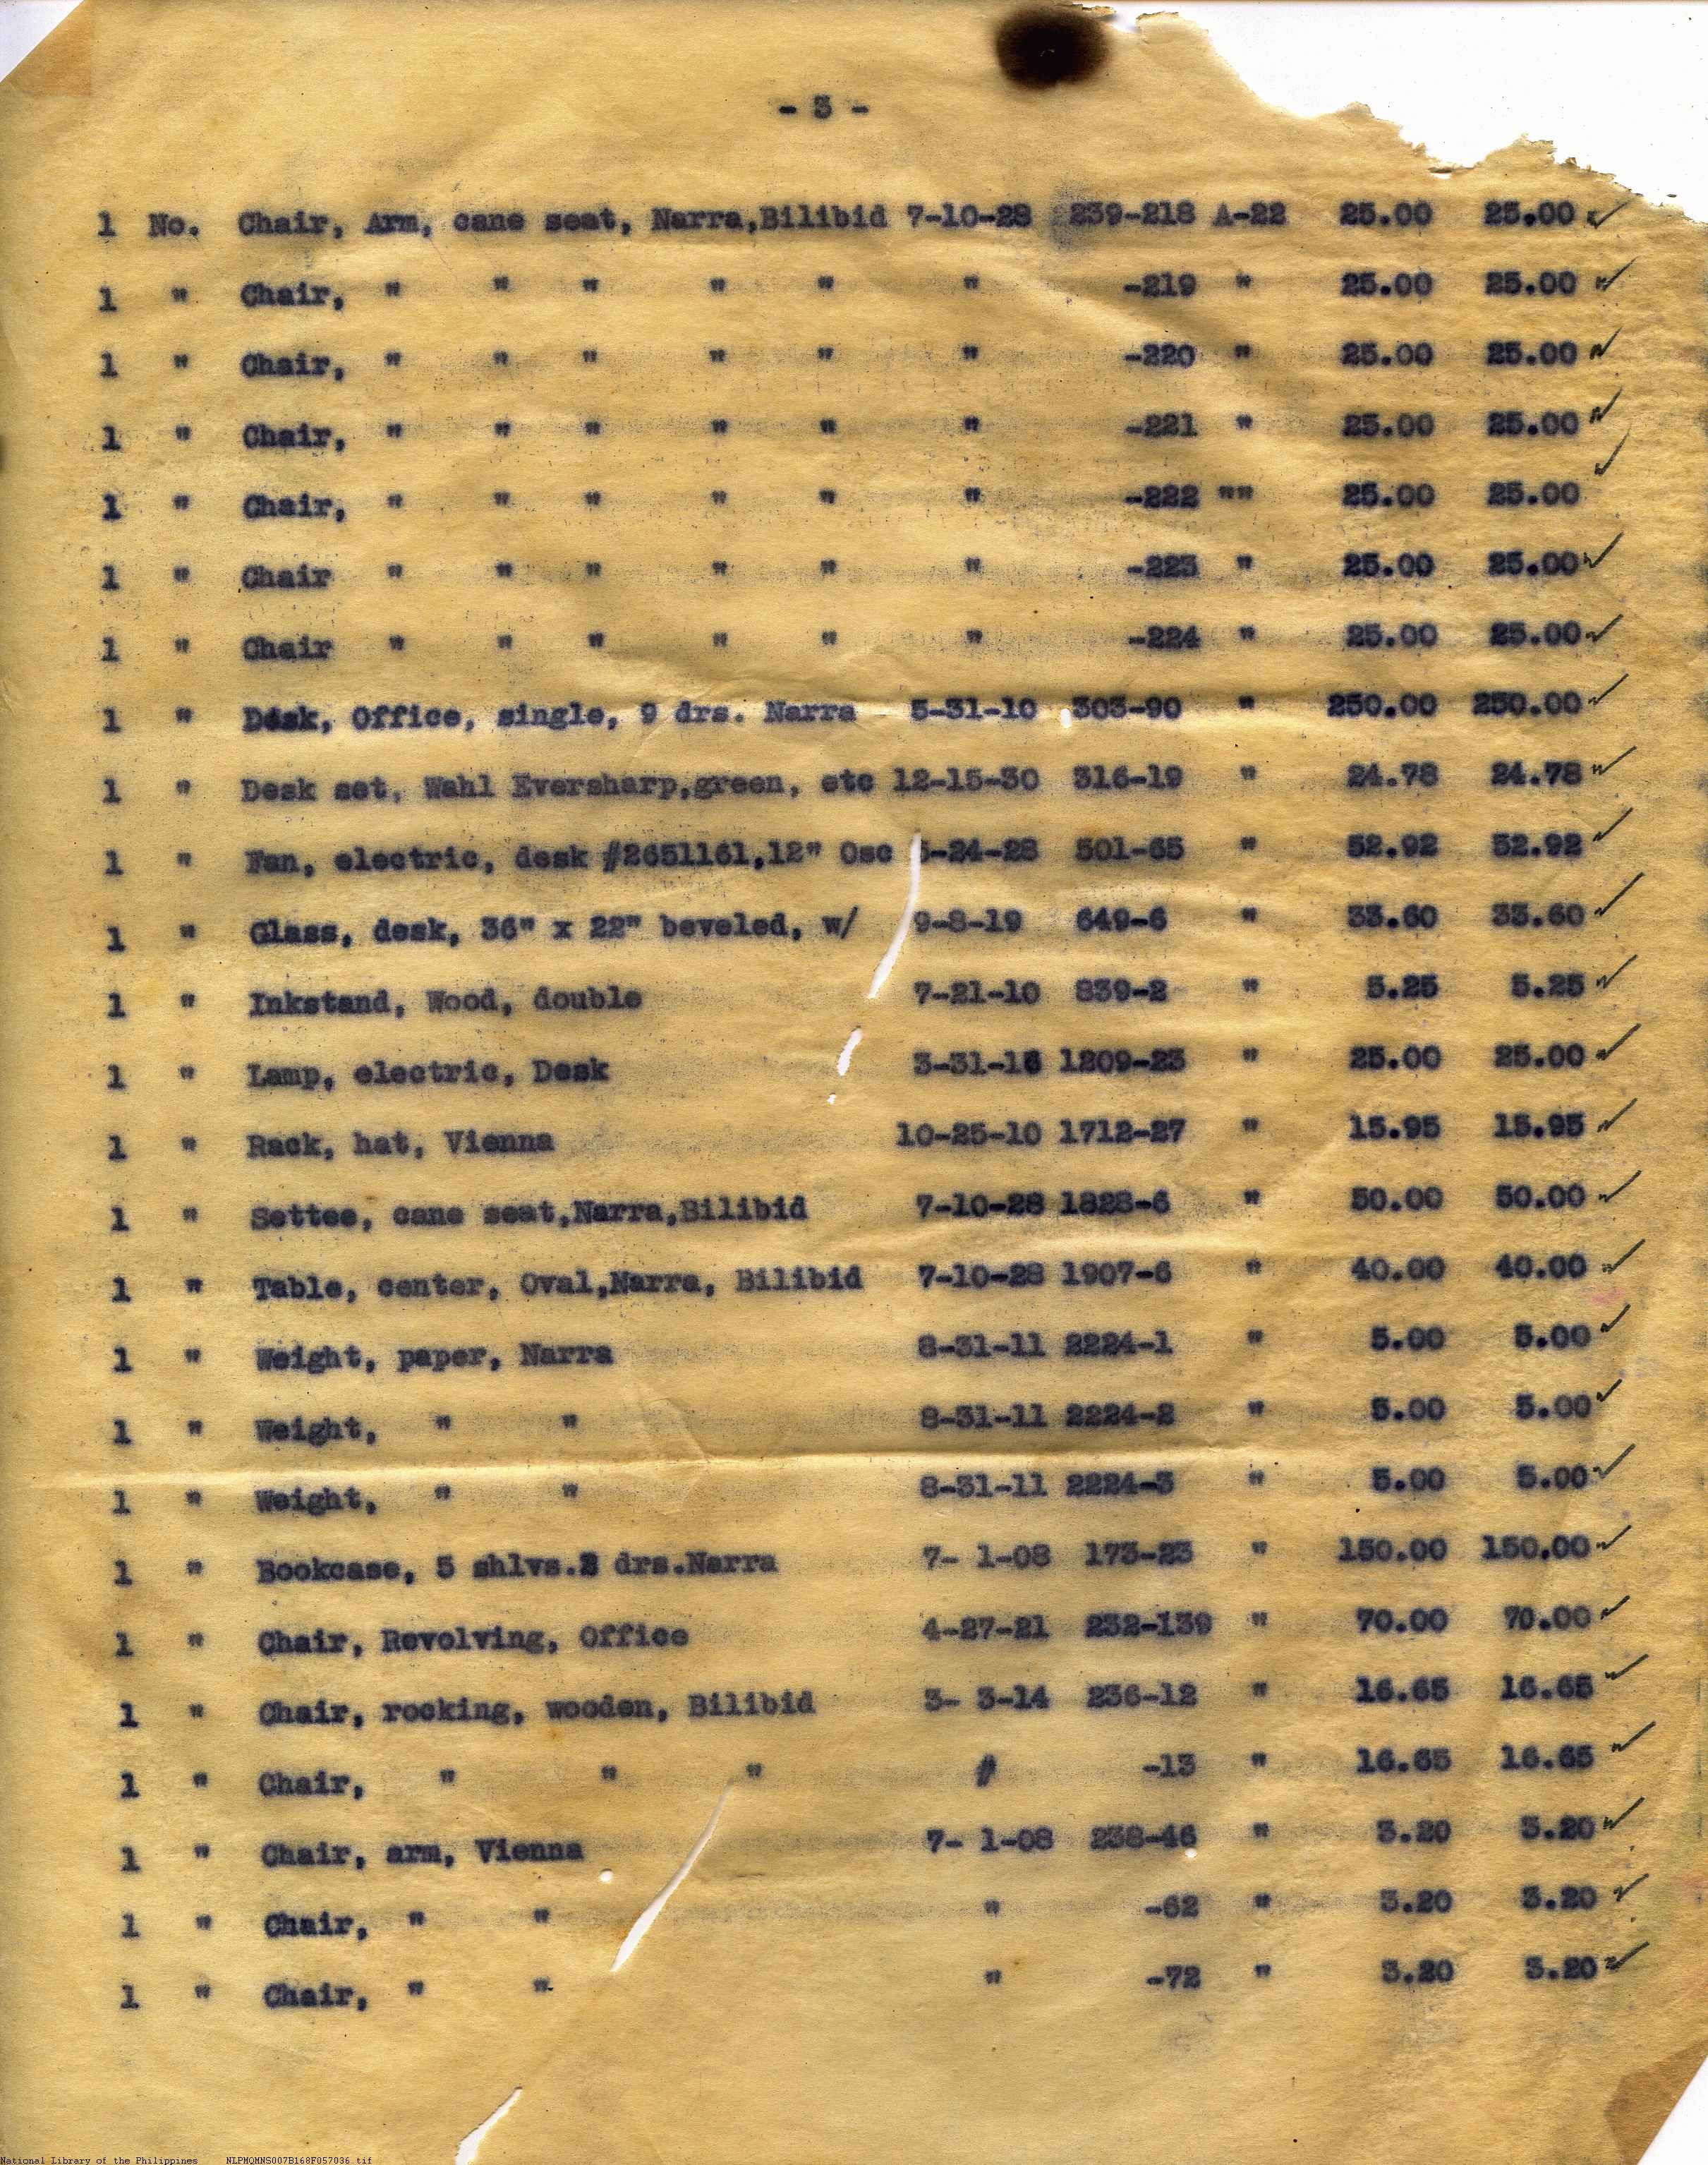 - 3 -
1 No. Chair, Arm, cane seat, Narra,Bilibid 7-10-28 239-218 A-22 25.00 25.00
1 " Chair, " " " " " " -219 " 25.00 25.00
1 " Chair, " " " " " " -220 " 25.00 25.00
1 " Chair, " " " " " " -221 " 25.00 25.00
1 " Chair, " " " " " " -222 "" 25.00 25.00
1 " Chair " " " " " " -223 " 25.00 25.00
1 " Chair " " " " " " -224 " 25.00 25.00
1 " Desk, Office, single, 9 drs. Narra 5-31-10 303-90 " 250.00 250.00
1 " Desk set, Wahl Eversharp,green, etc 12-15-30 316-19 " 24.78 24.78
1 " Fan, electric, desk #2651161,12" Osc 5-24-28 501-65 " 52.92 52.92
1 " Glass, desk, 36" x 22" beveled, w/ 9-8-19 649-6 " 33.60 33.60
1 " Inkstand, Wood, double 7-21-10 839-2 " 5.25 5.25
1 " Lamp, electric, Desk 3-31-16 1209-23 " 25.00 25.00
1 " Rack, hat, Vienna 10-25-10 1712-27 " 15.95 15.95
1 " Settee, cane seat,Narra,Bilibid 7-10-28 1828-6 " 50.00 50.00
1 " Table, center, Oval,Narra, Bilibid 7-10-28 1907-6 " 40.00 40.00
1 " Weight, paper, Narra 8-31-11 2224-1 " 5.00 5.00
1 " Weight, " " 8-31-11 2224-2 " 5.00 5.00
1 " Weight, " " 8-31-11 2224-3 " 5.00 5.00
1 " Bookcase, 5 shlvs. drs.Narra 7- 1-08 173-23 " 150.00 150.00
1 " Chair, Revolving, Office 4-27-21 232-139 " 70.00 70.00
1 " Chair, rocking, wooden, Bilibid 3- 3-14 236-12 " 16.65 16.65
1 " Chair, " " " # -13 " 16.65 16.65
1 " Chair, arm, Vienna 7- 1-08 238-46 " 3.20 3.20
1 " Chair, " " " -62 " 3.20 3.20
1 " Chair, " " " -72 " 3.20 3.20
National Library of the Philippines NLPMQMNS007B168F057036.tif